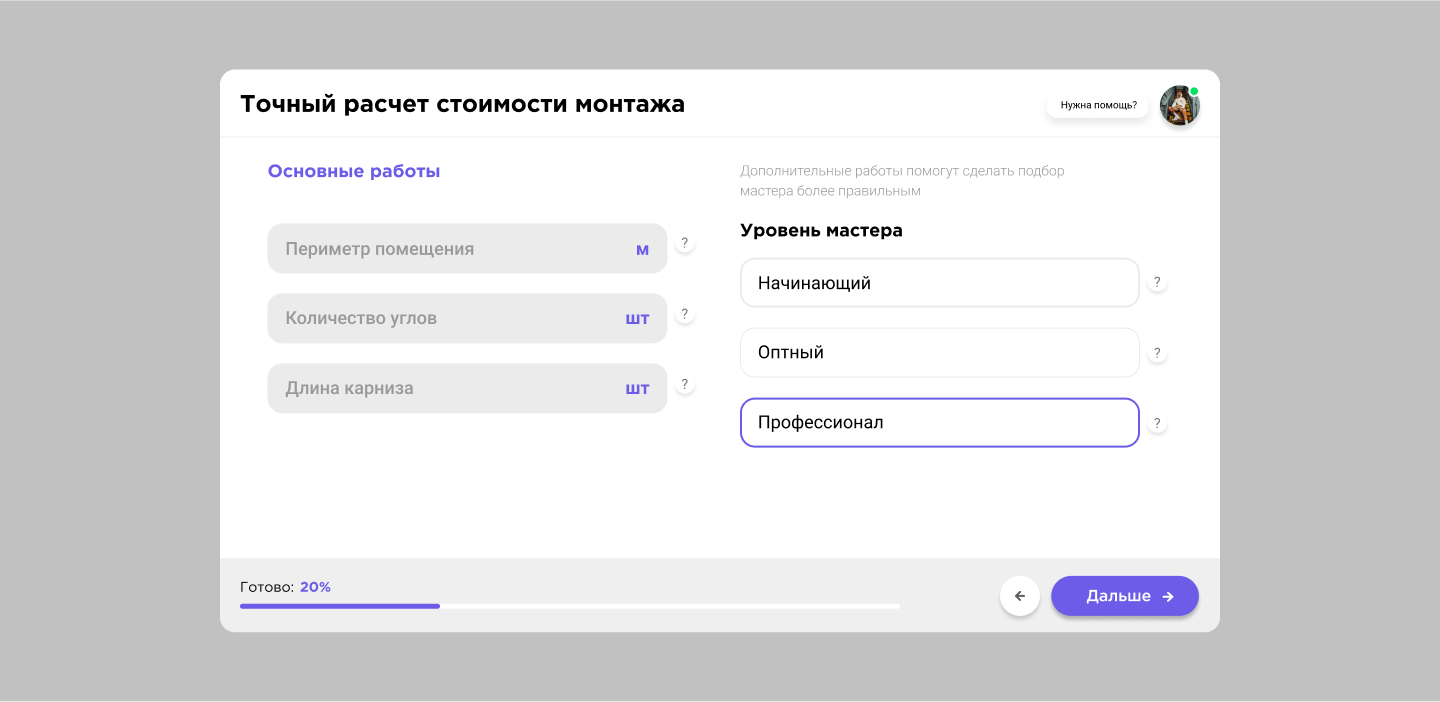 Точный расчет стоимости монтажа
Нужна помощь?
Основные работы
Периметр помещения м ?
Количество углов шт ?
Длина карниза шт ?
Дополнительные работы помогут сделать подбор
мастера более правильным
Уровень мастера
Начинающий ?
Оптный ?
Профессионал ?
Готово: 20%
Дальше →